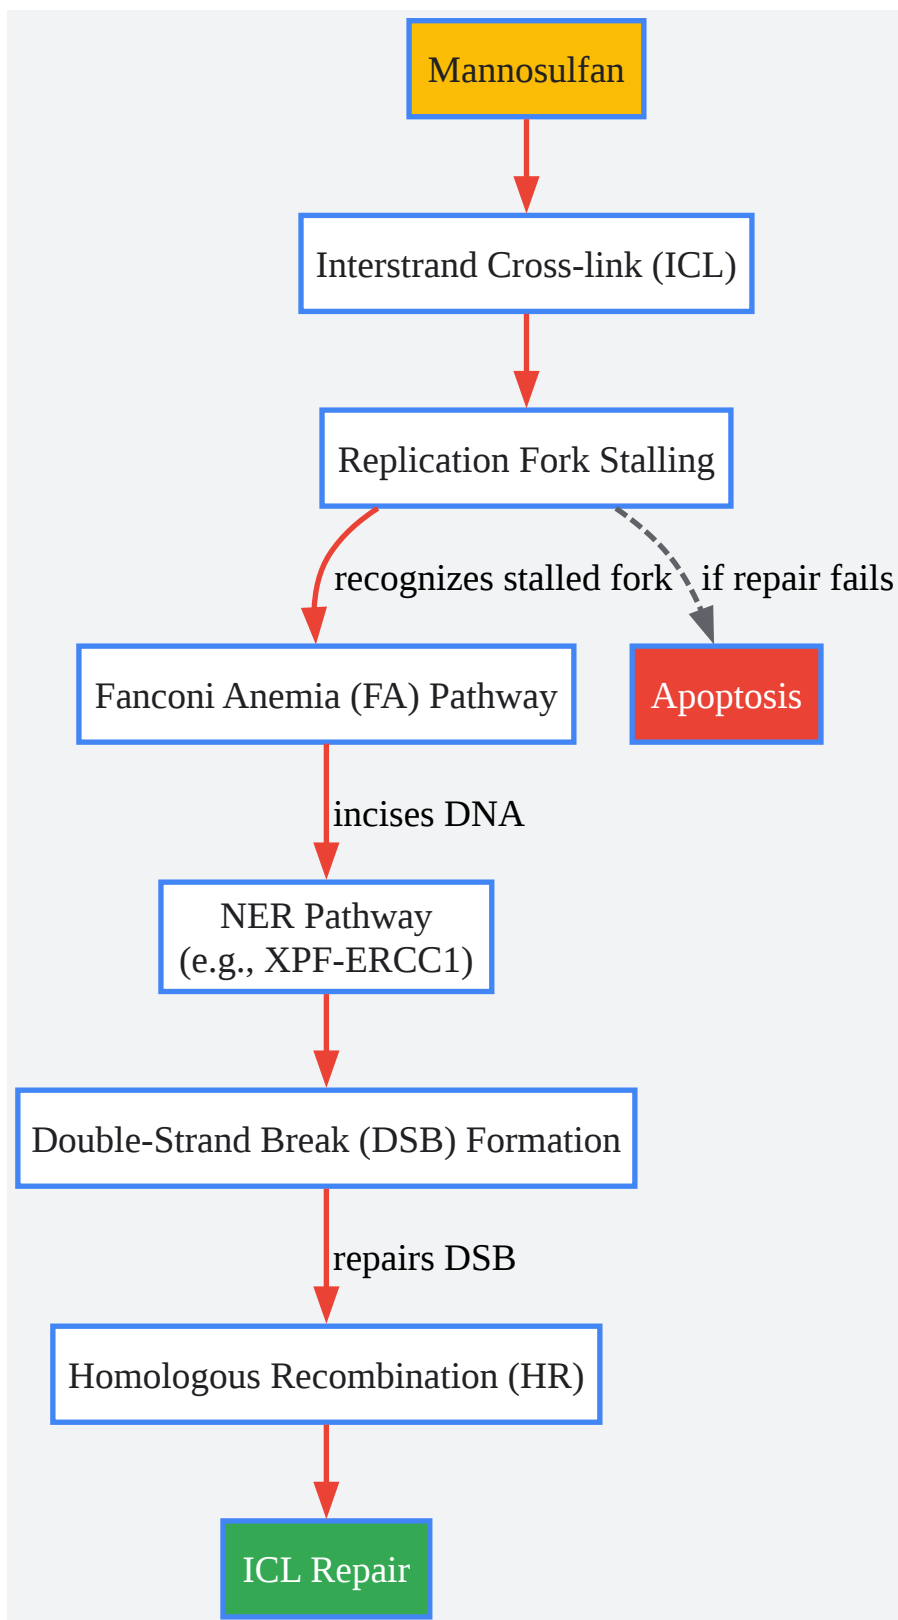 Mannosulfan
Interstrand Cross-link (ICL)
Replication Fork Stalling
recognizes stalled fork
if repair fails
Fanconi Anemia (FA) Pathway
Apoptosis
incises DNA
NER Pathway
(e.g., XPF-ERCC1)
Double-Strand Break (DSB) Formation
repairs DSB
Homologous Recombination (HR)
ICL Repair